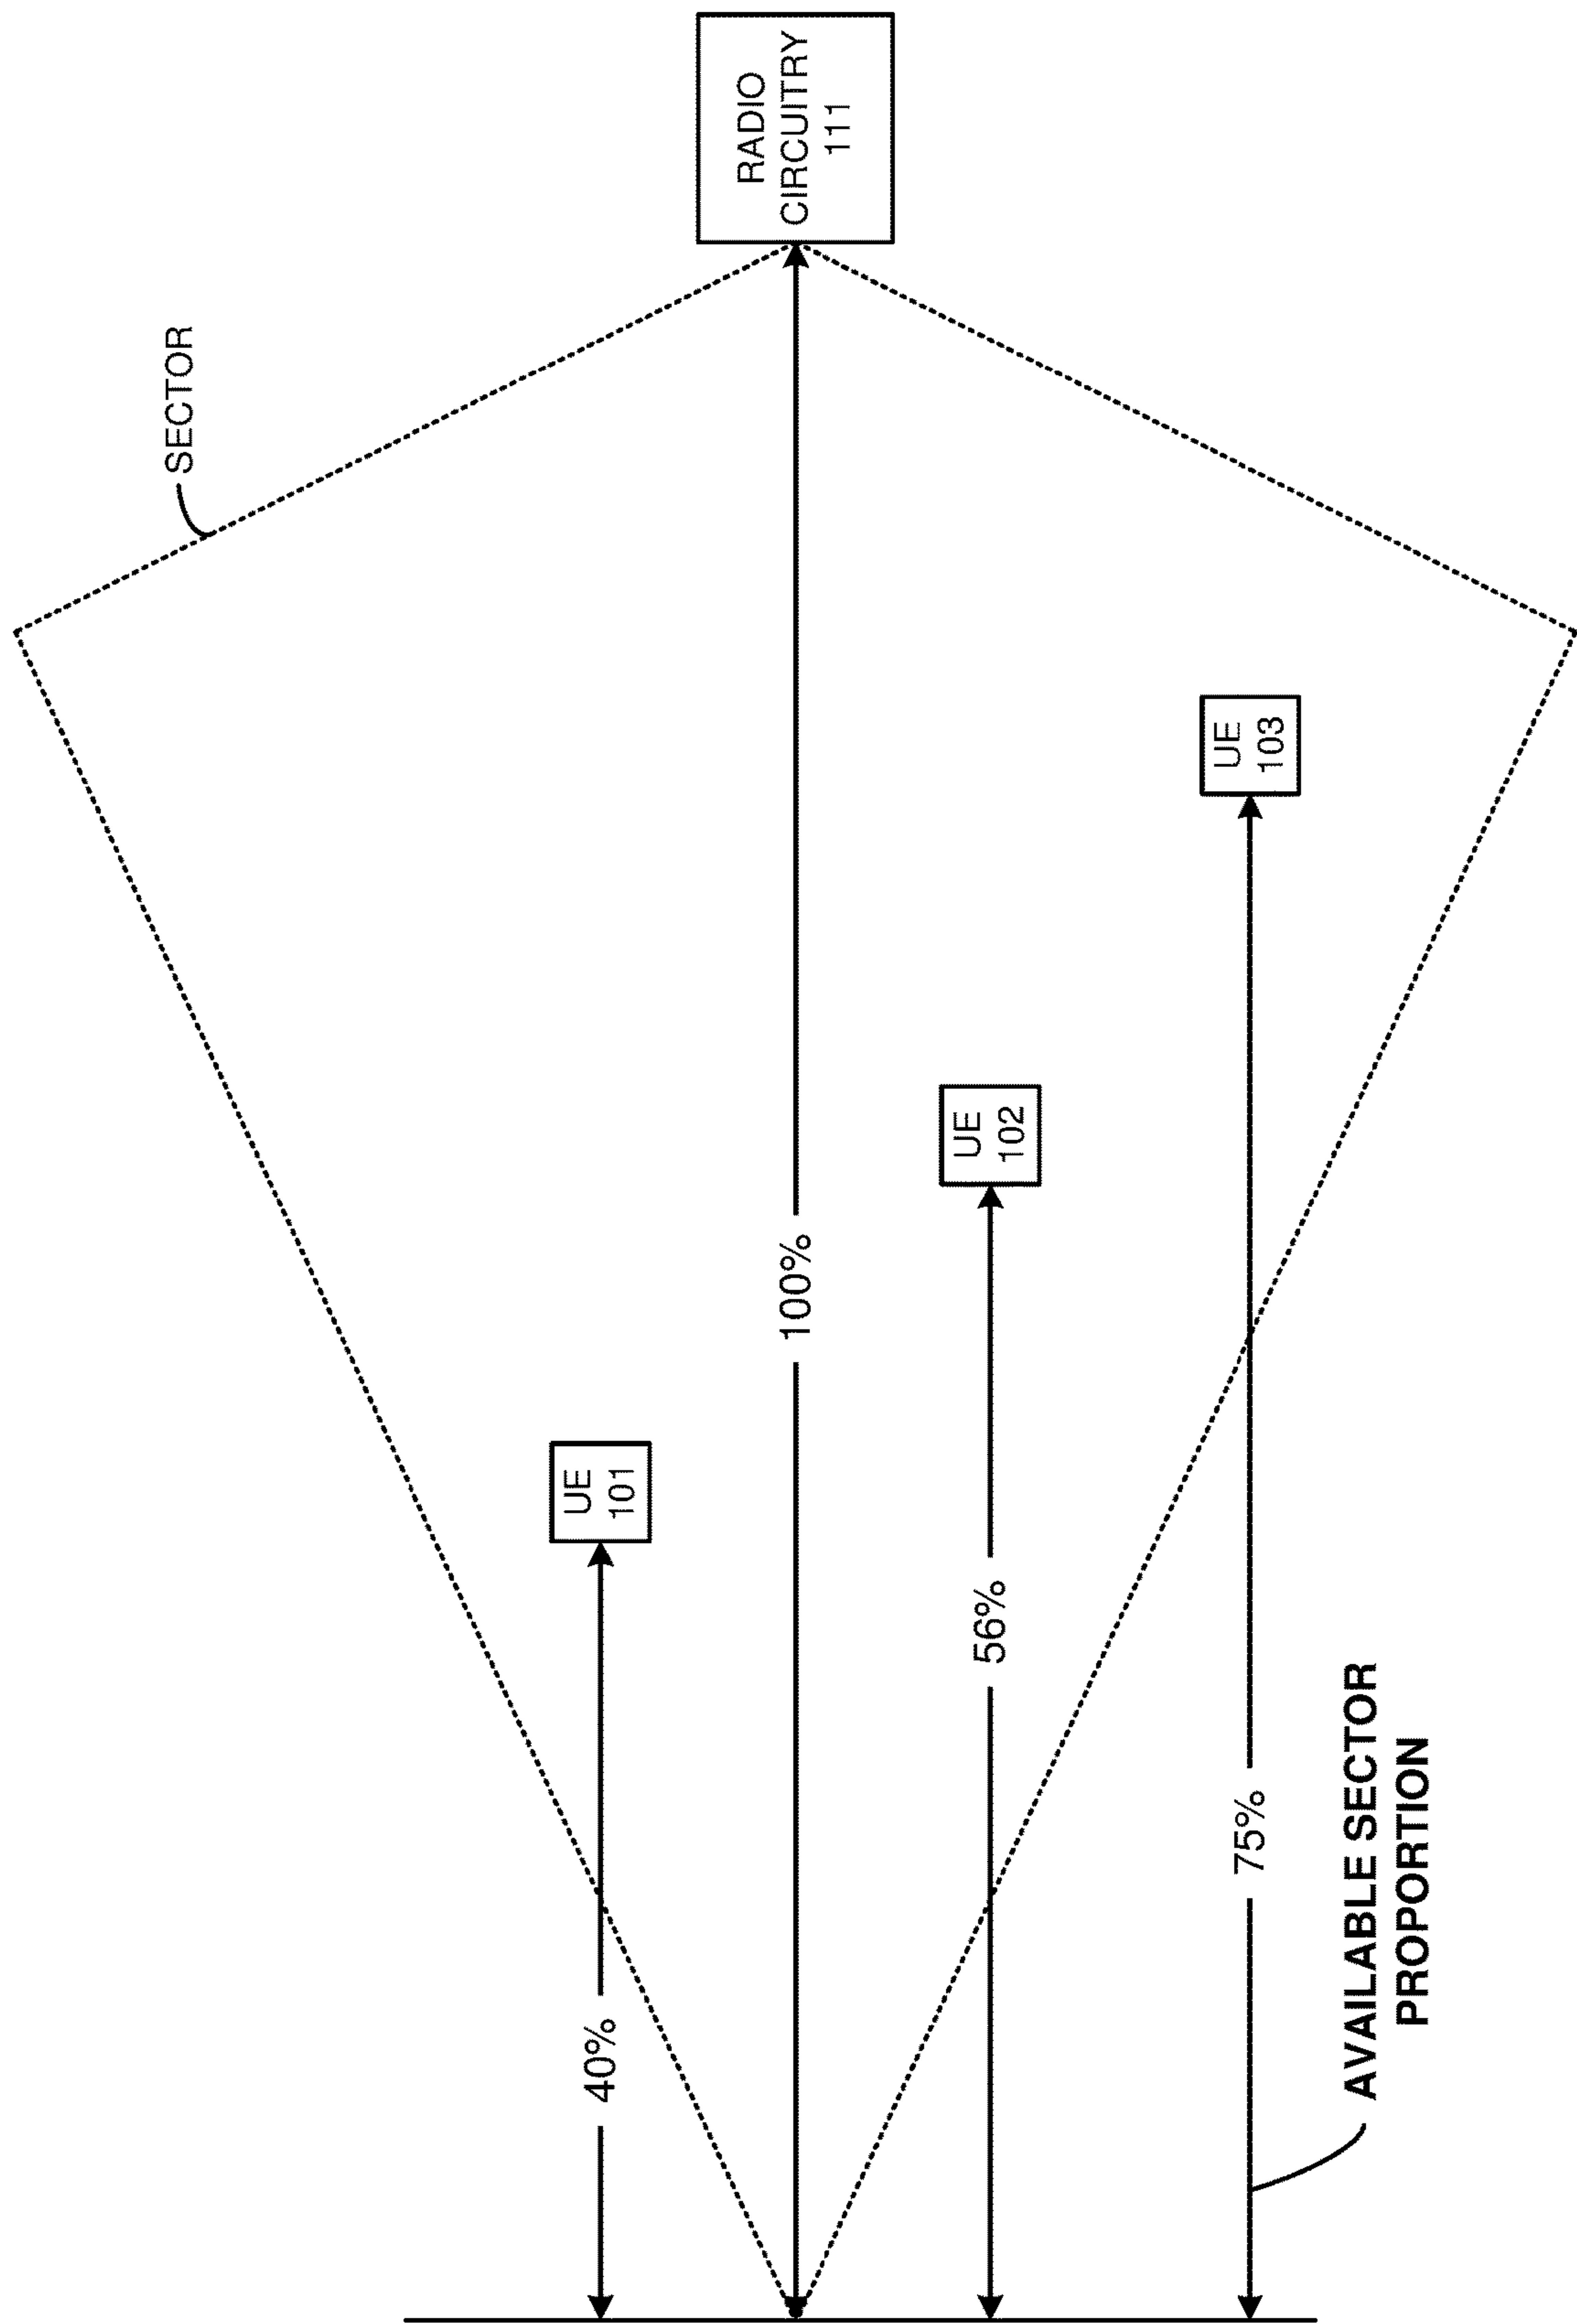 SECTOR
RADIO
CIRCUITRY
111
UE
101
40%
100%
UE
102
56%
UE
103
75%
AVAILABLE SECTOR
PROPORTION